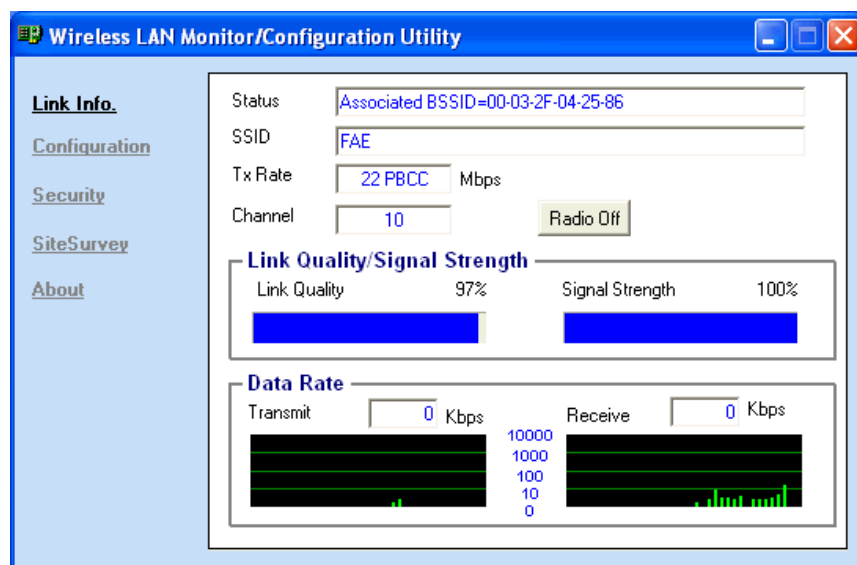 Wireless LAN Monitor/Configuration Utility
Link Info.
Configuration
Security
SiteSurvey
About
Status Associated BSSID=00-03-2F-04-25-86
SSID FAE
Tx Rate 22 PBCC Mbps
Channel 10 Radio Off
Link Quality/Signal Strength
Link Quality 97% Signal Strength 100%
Data Rate
Transmit 0 Kbps Receive 0 Kbps
10000
1000
100
10
0